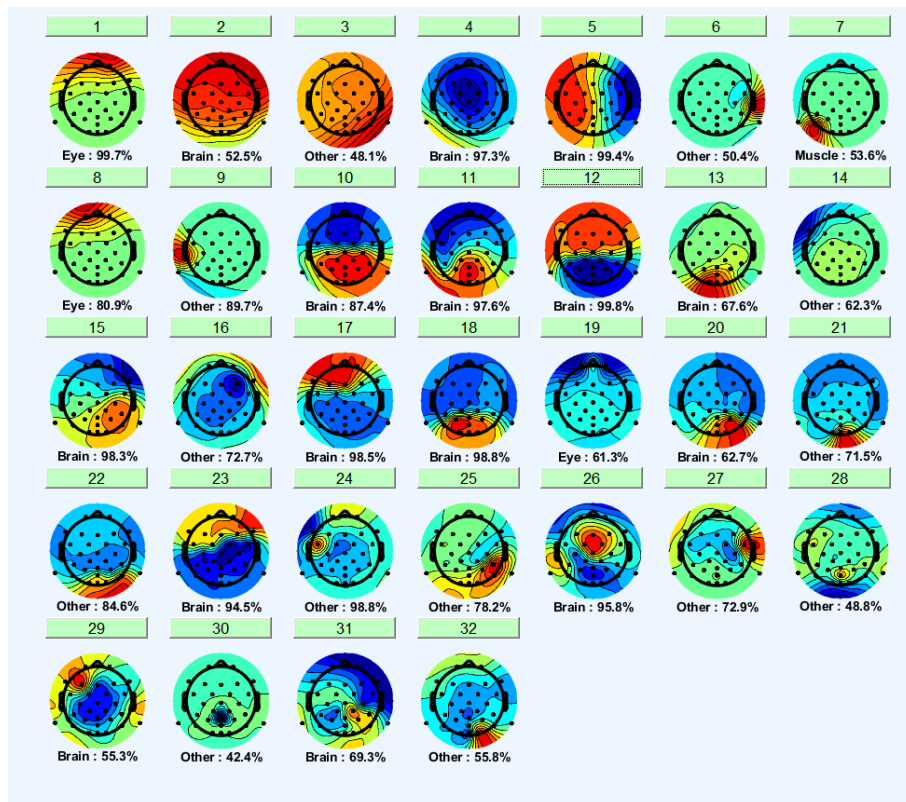 1 2 3 4 5 6 7
Eye : 99.7% Brain : 52.5% Other : 48.1% Brain : 97.3% Brain : 99.4% Other : 50.4% Muscle : 53.6%
8 9 10 11 12 13 14
Eye : 80.9% Other : 89.7% Brain : 87.4% Brain : 97.6% Brain : 99.8% Brain : 67.6% Other : 62.3%
15 16 17 18 19 20 21
Brain : 98.3% Other : 72.7% Brain : 98.5% Brain : 98.8% Eye : 61.3% Brain : 62.7% Other : 71.5%
22 23 24 25 26 27 28
Other : 84.6% Brain : 94.5% Other : 98.8% Other : 78.2% Brain : 95.8% Other : 72.9% Other : 48.8%
29 30 31 32
Brain : 55.3% Other : 42.4% Brain : 69.3% Other : 55.8%